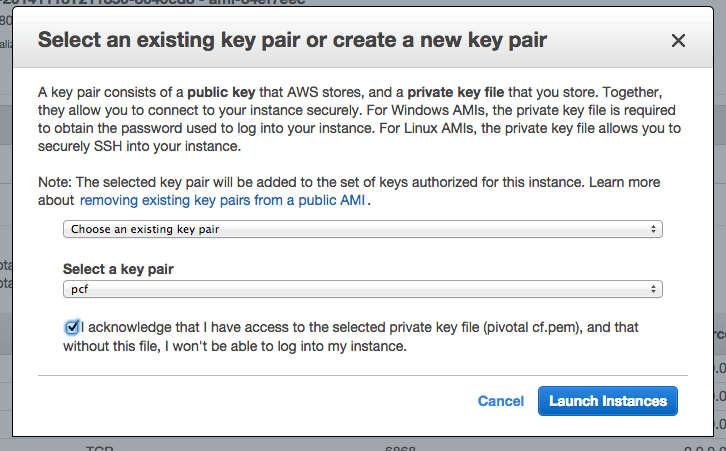 Select an existing key pair or create a new key pair
A key pair consists of a public key that AWS stores, and a private key file that you store. Together,
they allow you to connect to your instance securely. For Windows AMIs, the private key file is required
to obtain the password used to log into your instance. For Linux AMIs, the private key file allows you to
securely SSH into your instance.
Note: The selected key pair will be added to the set of keys authorized for this instance. Learn more
about removing existing key pairs from a public AMI .
Choose an existing key pair
Select a key pair
pcf
I acknowledge that I have access to the selected private key file (pivotal cf.pem), and that
without this file, I won't be able to log into my instance.
Cancel Launch Instances